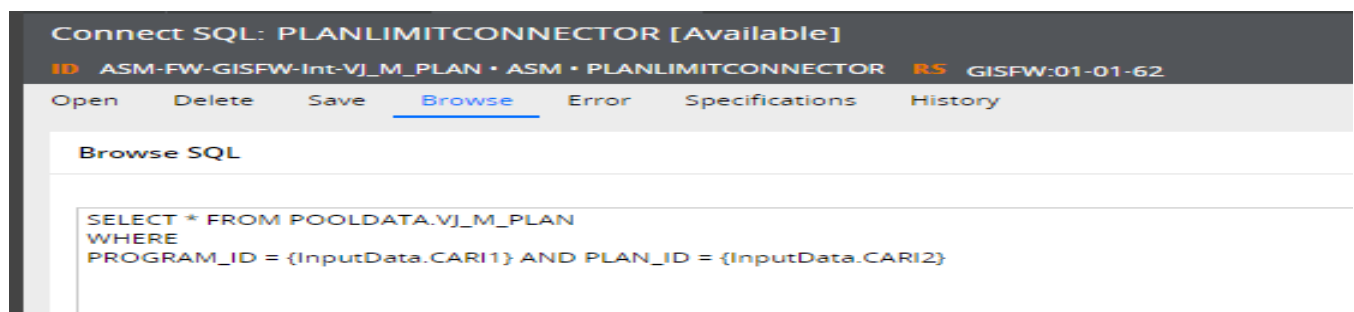 Connect SQL: PLANLIMITCONNECTOR [Available]
ID ASM-FW-GISFW-Int-VJ_M_PLAN • ASM • PLANLIMITCONNECTOR RS GISFW:01-01-62
Open Delete Save Browse Error Specifications History
Browse SQL
SELECT * FROM POOLDATA.VJ_M_PLAN
WHERE
PROGRAM_ID = {InputData.CARI1} AND PLAN_ID = {InputData.CARI2}